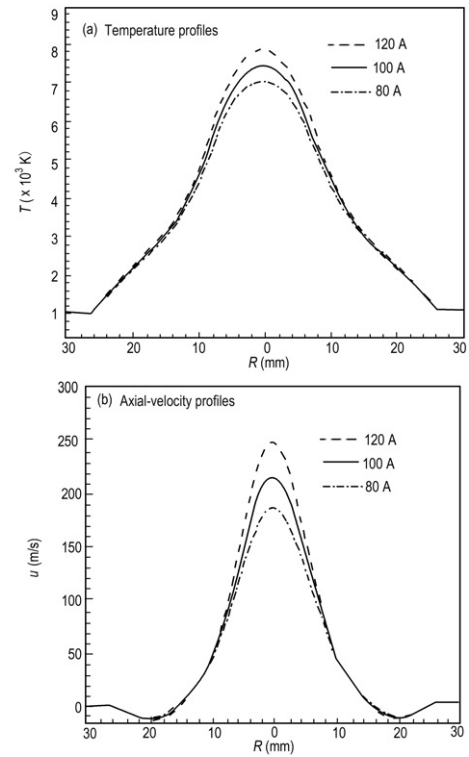 (a) Temperature profiles
120 A
100 A
80 A
9
8
7
6
5
4
3
2
1
T ( x 10³ K)
30 20 10 0 10 20 30
R (mm)
(b) Axial-velocity profiles
120 A
100 A
80 A
300
250
200
150
100
50
0
u (m/s)
30 20 10 0 10 20 30
R (mm)